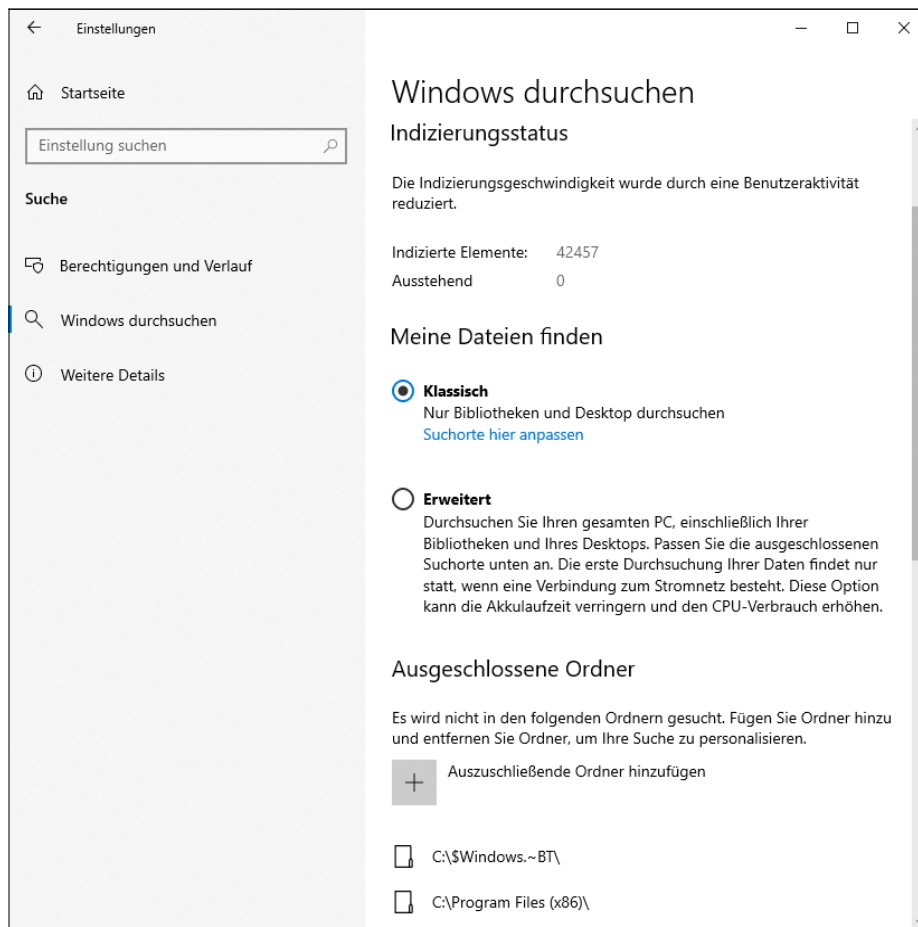 Einstellungen
Startseite
Einstellung suchen
Suche
Berechtigungen und Verlauf
Windows durchsuchen
Weitere Details
Windows durchsuchen
Indizierungsstatus
Die Indizierungsgeschwindigkeit wurde durch eine Benutzeraktivität
reduziert.
Indizierte Elemente: 42457
Ausstehend 0
Meine Dateien finden
Klassisch
Nur Bibliotheken und Desktop durchsuchen
Suchorte hier anpassen
Erweitert
Durchsuchen Sie Ihren gesamten PC, einschließlich Ihrer
Bibliotheken und Ihres Desktops. Passen Sie die ausgeschlossenen
Suchorte unten an. Die erste Durchsuchung Ihrer Daten findet nur
statt, wenn eine Verbindung zum Stromnetz besteht. Diese Option
kann die Akkulaufzeit verringern und den CPU-Verbrauch erhöhen.
Ausgeschlossene Ordner
Es wird nicht in den folgenden Ordnern gesucht. Fügen Sie Ordner hinzu
und entfernen Sie Ordner, um Ihre Suche zu personalisieren.
Auszuschließende Ordner hinzufügen
C:\$Windows.~BT\
C:\Program Files (x86)\